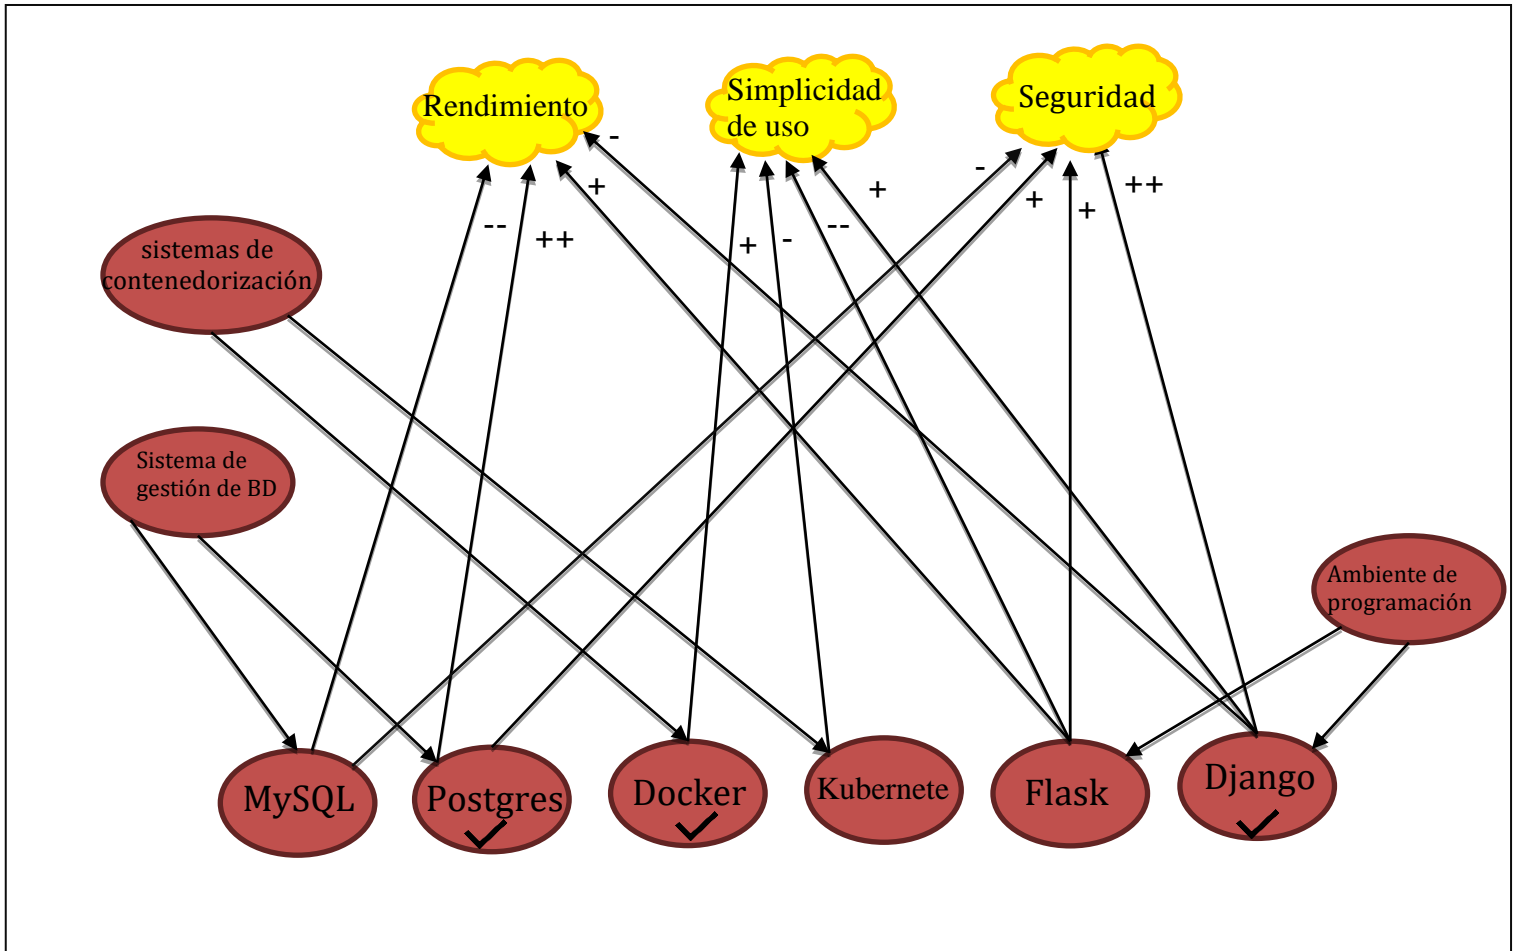 Rendimiento
Simplicidad
de uso
Seguridad
-
+
--
++
+
-
--
+
-
+
+
++
sistemas de
contenedorización
Sistema de
gestión de BD
Ambiente de
programación
MySQL
Postgres
Docker
Kubernete
Flask
Django